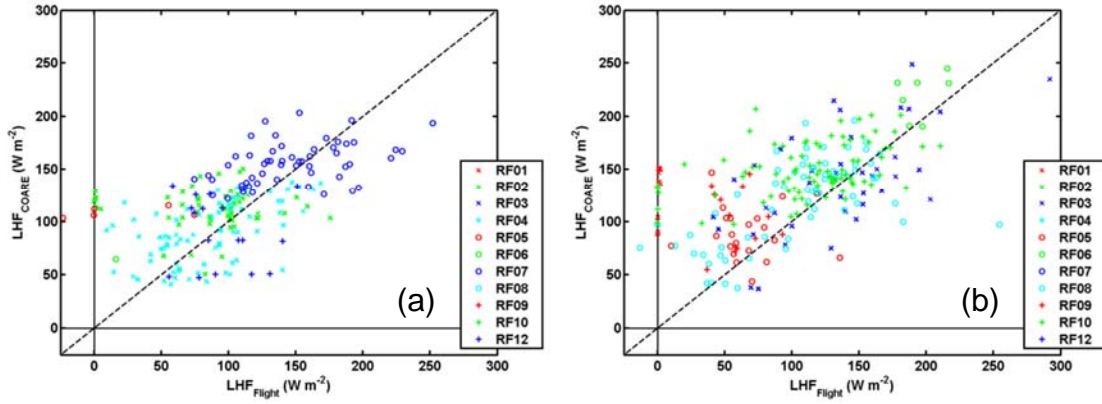 300
250
200
150
100
50
0
LHF_COARE (W m⁻²)
(a)
RF01
RF02
RF03
RF04
RF05
RF06
RF07
RF08
RF09
RF10
RF12
0 50 100 150 200 250 300
LHF_Flight (W m⁻²)
300
250
200
150
100
50
0
LHF_COARE (W m⁻²)
(b)
RF01
RF02
RF03
RF04
RF05
RF06
RF07
RF08
RF09
RF10
RF12
0 50 100 150 200 250 300
LHF_Flight (W m⁻²)